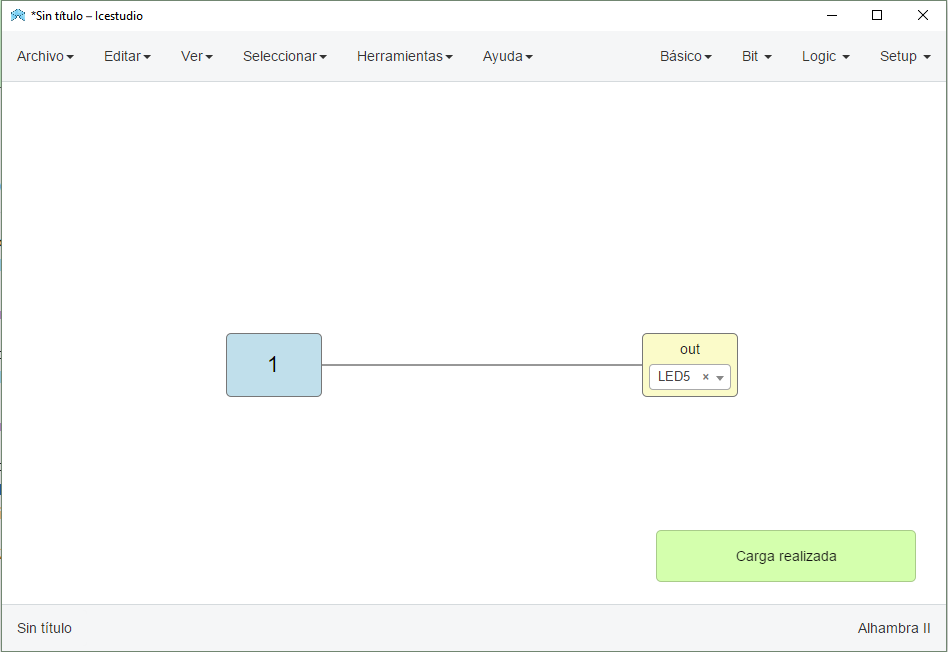 *Sin título – Icestudio
Archivo Editar Ver Seleccionar Herramientas Ayuda Básico Bit Logic Setup
1
out
LED5 ×
Carga realizada
Sin título Alhambra II